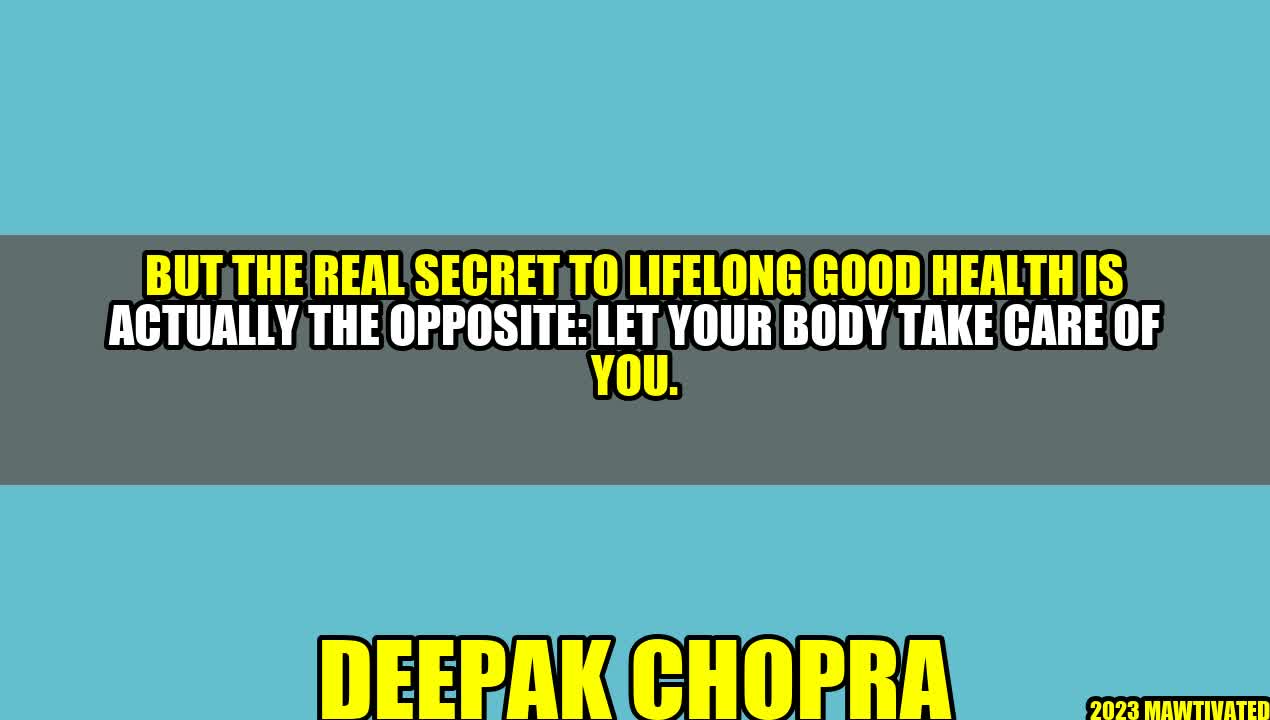 BUT THE REAL SECRET TO LIFELONG GOOD HEALTH IS
ACTUALLY THE OPPOSITE: LET YOUR BODY TAKE CARE OF
YOU.
DEEPAK CHOPRA
2023 MAWTIVATED